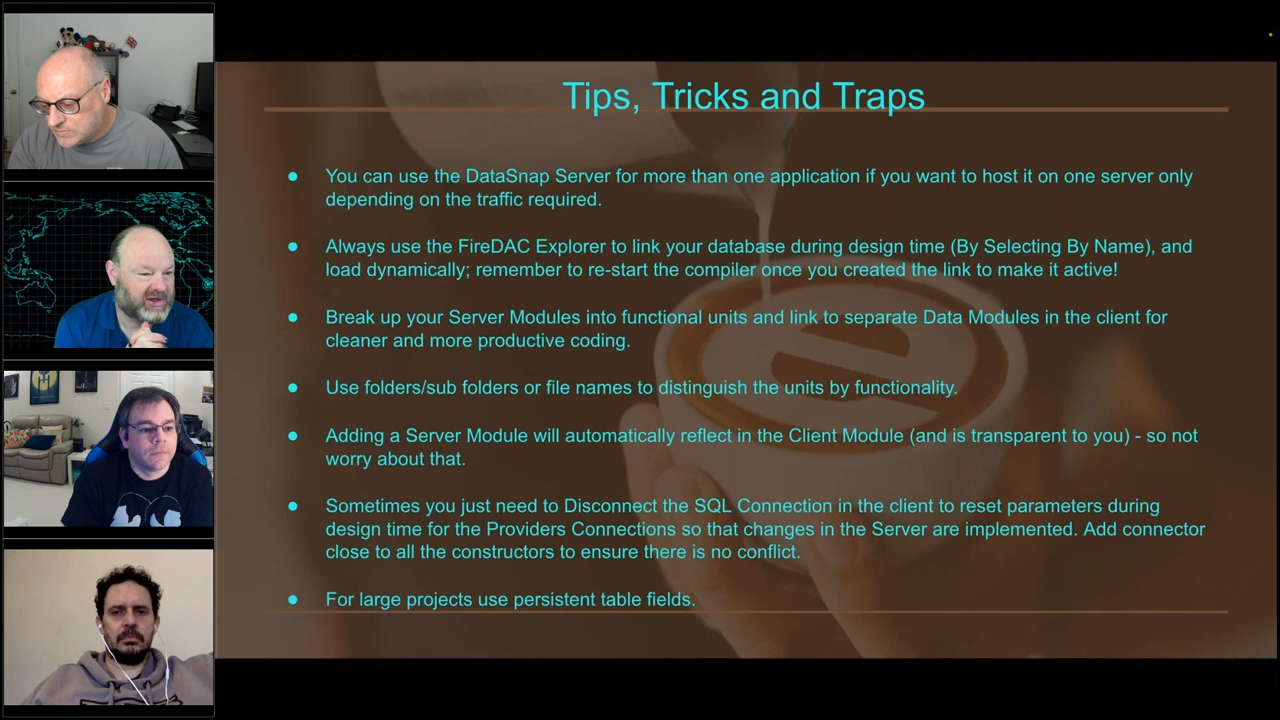 Tips, Tricks and Traps
● You can use the DataSnap Server for more than one application if you want to host it on one server only
depending on the traffic required.
● Always use the FireDAC Explorer to link your database during design time (By Selecting By Name), and
load dynamically; remember to re-start the compiler once you created the link to make it active!
● Break up your Server Modules into functional units and link to separate Data Modules in the client for
cleaner and more productive coding.
● Use folders/sub folders or file names to distinguish the units by functionality.
● Adding a Server Module will automatically reflect in the Client Module (and is transparent to you) - so not
worry about that.
● Sometimes you just need to Disconnect the SQL Connection in the client to reset parameters during
design time for the Providers Connections so that changes in the Server are implemented. Add connector
close to all the constructors to ensure there is no conflict.
● For large projects use persistent table fields.